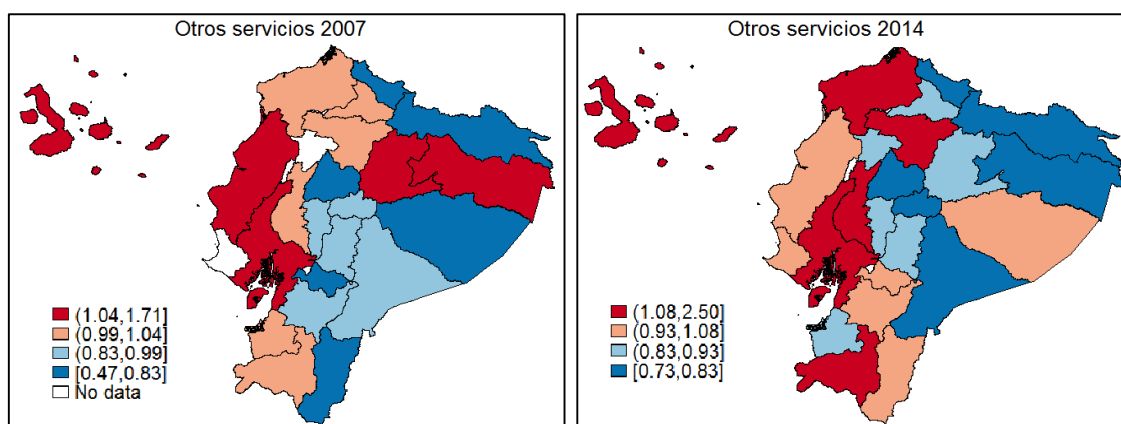 Otros servicios 2007
(1.04,1.71]
(0.99,1.04]
(0.83,0.99]
[0.47,0.83]
No data
Otros servicios 2014
(1.08,2.50]
(0.93,1.08]
(0.83,0.93]
[0.73,0.83]